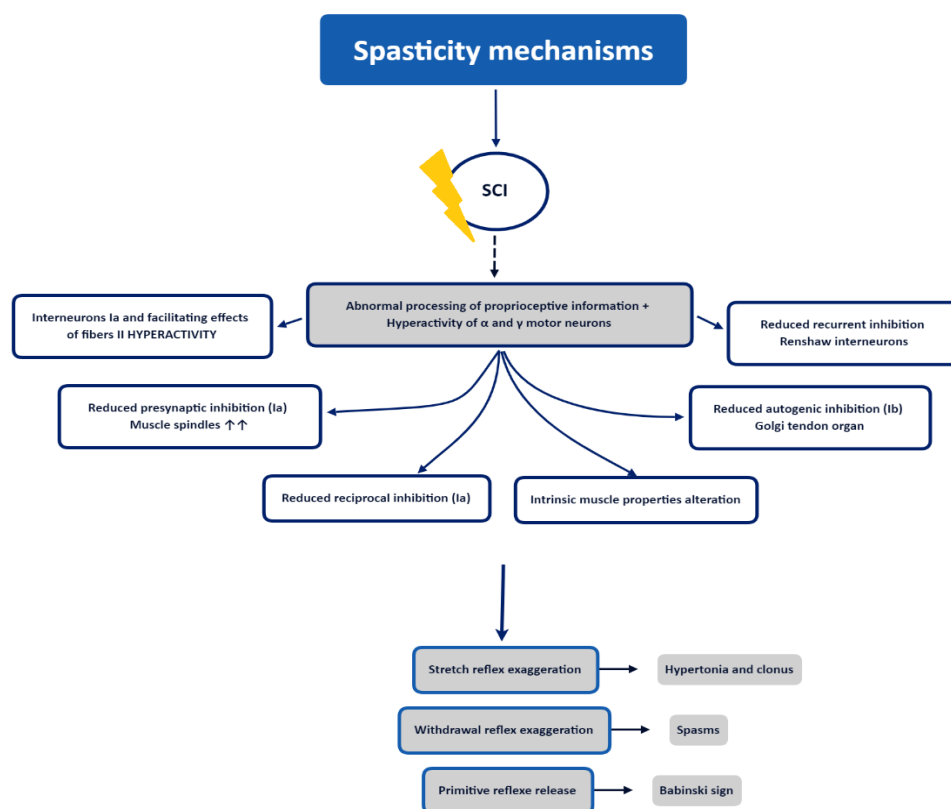 Spasticity mechanisms
SCI
Abnormal processing of proprioceptive information +
Hyperactivity of α and γ motor neurons
Interneurons Ia and facilitating effects
of fibers II HYPERACTIVITY
Reduced recurrent inhibition
Renshaw interneurons
Reduced presynaptic inhibition (Ia)
Muscle spindles ↑↑
Reduced autogenic inhibition (Ib)
Golgi tendon organ
Reduced reciprocal inhibition (Ia)
Intrinsic muscle properties alteration
Stretch reflex exaggeration
Hypertonia and clonus
Withdrawal reflex exaggeration
Spasms
Primitive reflexe release
Babinski sign